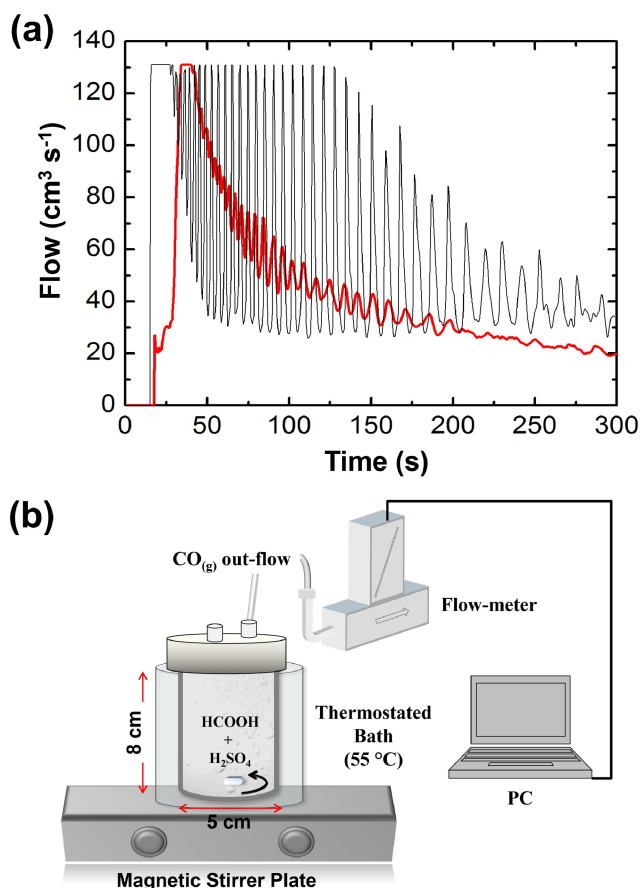 (a)
140
120
100
80
60
40
20
0
Flow (cm³ s⁻¹)
0 50 100 150 200 250 300
Time (s)
(b)
CO(g) out-flow
Flow-meter
HCOOH
+
H₂SO₄
8 cm
5 cm
Thermostated
Bath
(55 °C)
PC
Magnetic Stirrer Plate